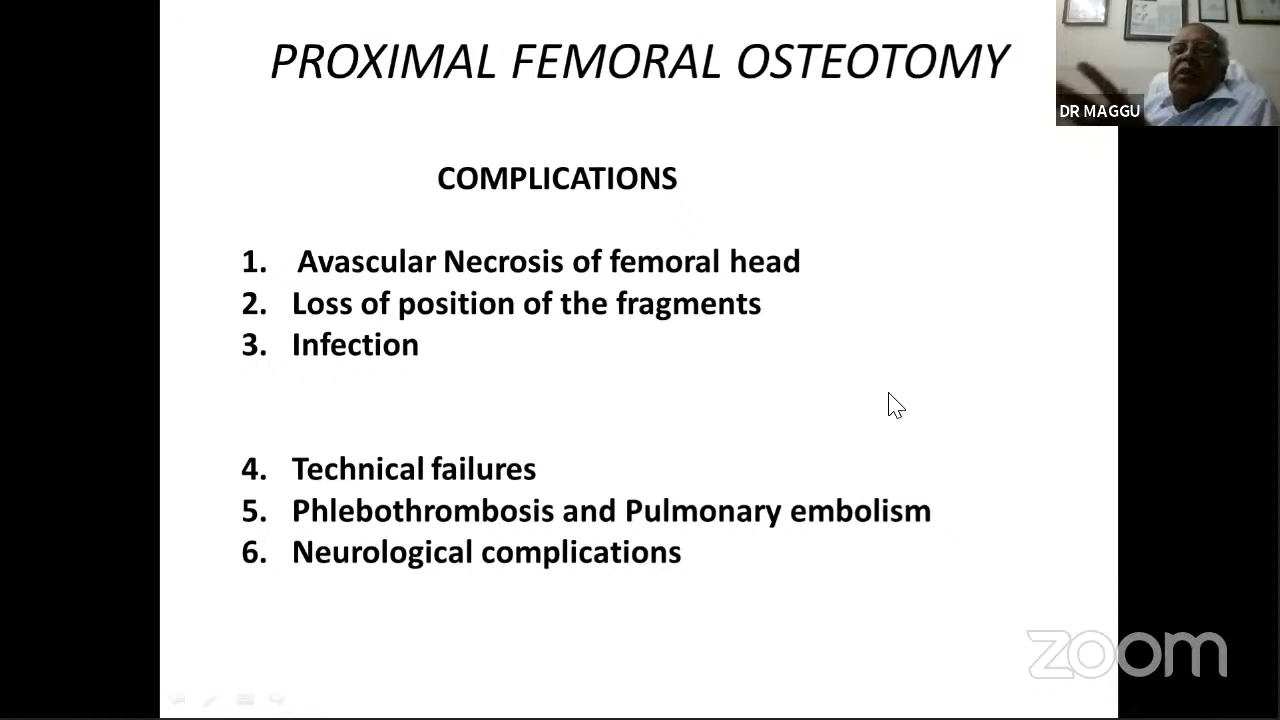 PROXIMAL FEMORAL OSTEOTOMY
DR MAGGU
COMPLICATIONS
1. Avascular Necrosis of femoral head
2. Loss of position of the fragments
3. Infection
4. Technical failures
5. Phlebothrombosis and Pulmonary embolism
6. Neurological complications
zoom